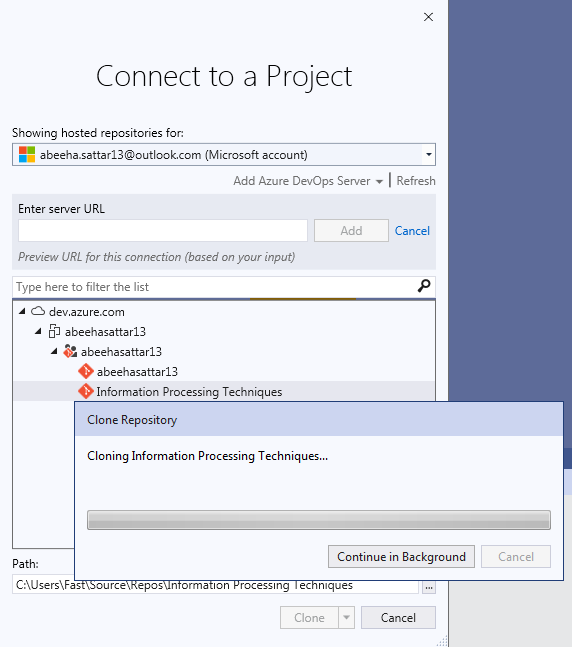 Connect to a Project
Showing hosted repositories for:
abeeha.sattar13@outlook.com (Microsoft account)
Add Azure DevOps Server | Refresh
Enter server URL
Add Cancel
Preview URL for this connection (based on your input)
Type here to filter the list
dev.azure.com
abeehasattar13
abeehasattar13
abeehasattar13
Information Processing Techniques
Clone Repository
Cloning Information Processing Techniques...
Continue in Background Cancel
Path:
C:\Users\Fast\Source\Repos\Information Processing Techniques ...
Clone Cancel